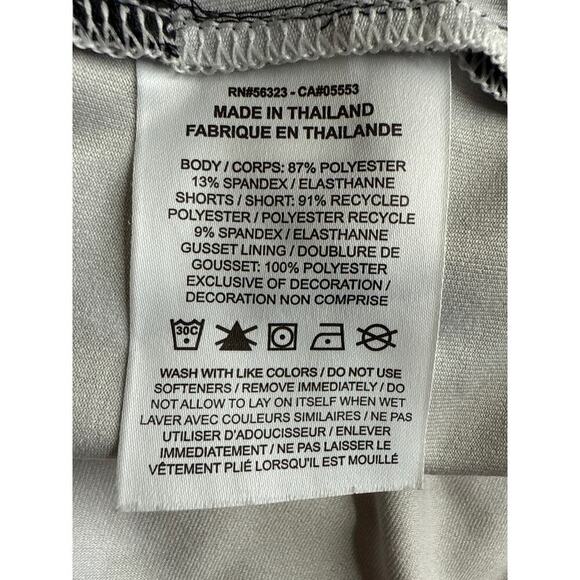 RN#56323 - CA#05553
MADE IN THAILAND
FABRIQUE EN THAILANDE
BODY / CORPS: 87% POLYESTER
13% SPANDEX / ELASTHANNE
SHORTS / SHORT: 91% RECYCLED
POLYESTER / POLYESTER RECYCLE
9% SPANDEX / ELASTHANNE
GUSSET LINING / DOUBLURE DE
GOUSSET: 100% POLYESTER
EXCLUSIVE OF DECORATION /
DECORATION NON COMPRISE
30C
WASH WITH LIKE COLORS / DO NOT USE
SOFTENERS / REMOVE IMMEDIATELY / DO
NOT ALLOW TO LAY ON ITSELF WHEN WET
LAVER AVEC COULEURS SIMILAIRES / NE PAS
UTILISER D'ADOUCISSEUR / ENLEVER
IMMÉDIATEMENT / NE PAS LAISSER LE
VÊTEMENT PLIÉ LORSQU'IL EST MOUILLÉ